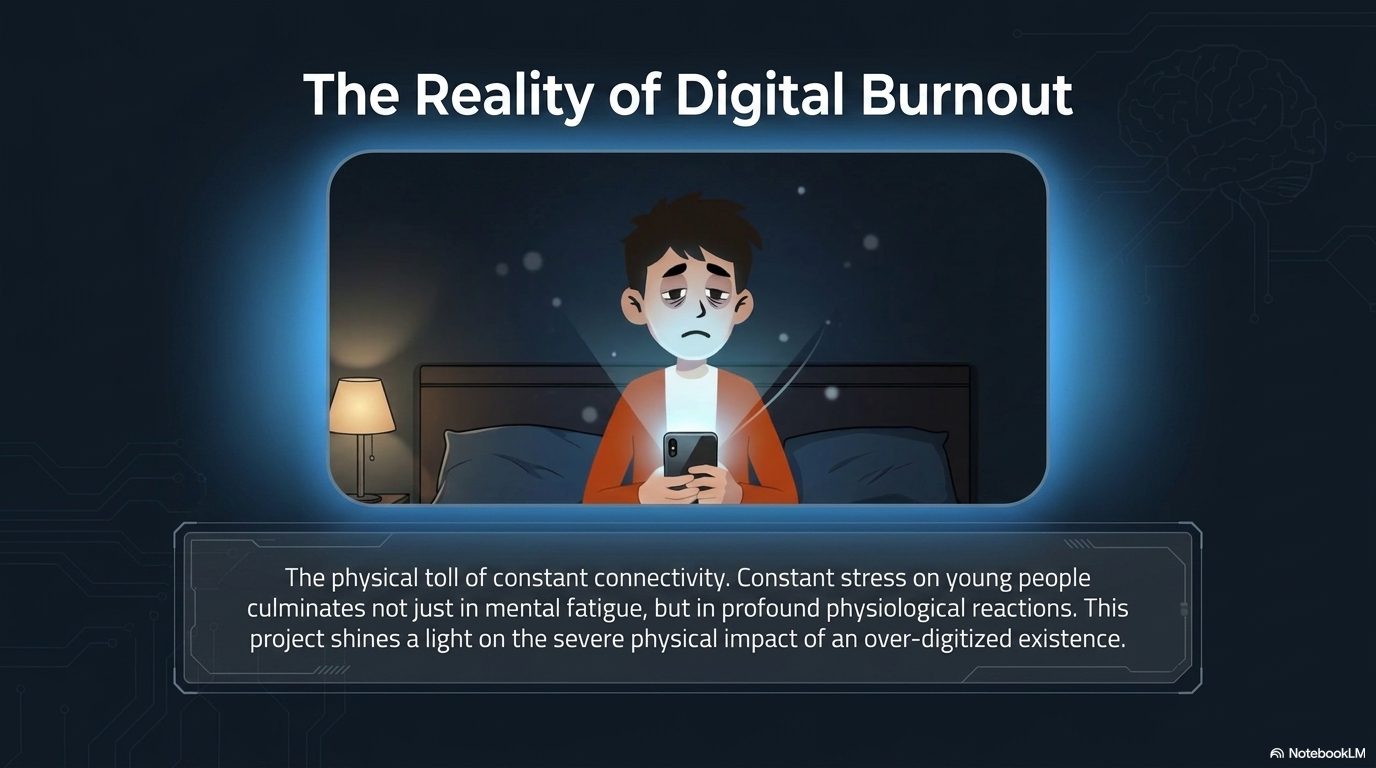 The Reality of Digital Burnout
The physical toll of constant connectivity. Constant stress on young people
culminates not just in mental fatigue, but in profound physiological reactions. This
project shines a light on the severe physical impact of an over-digitized existence.
NotebookLM